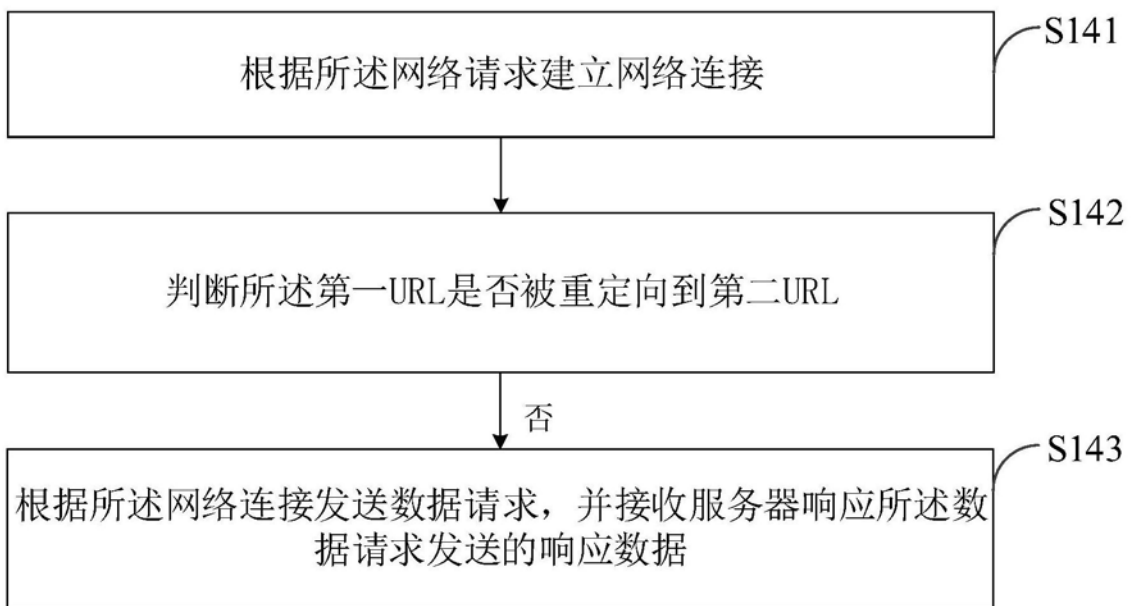 S141
根据所述网络请求建立网络连接
S142
判断所述第一URL是否被重定向到第二URL
否
S143
根据所述网络连接发送数据请求，并接收服务器响应所述数
据请求发送的响应数据